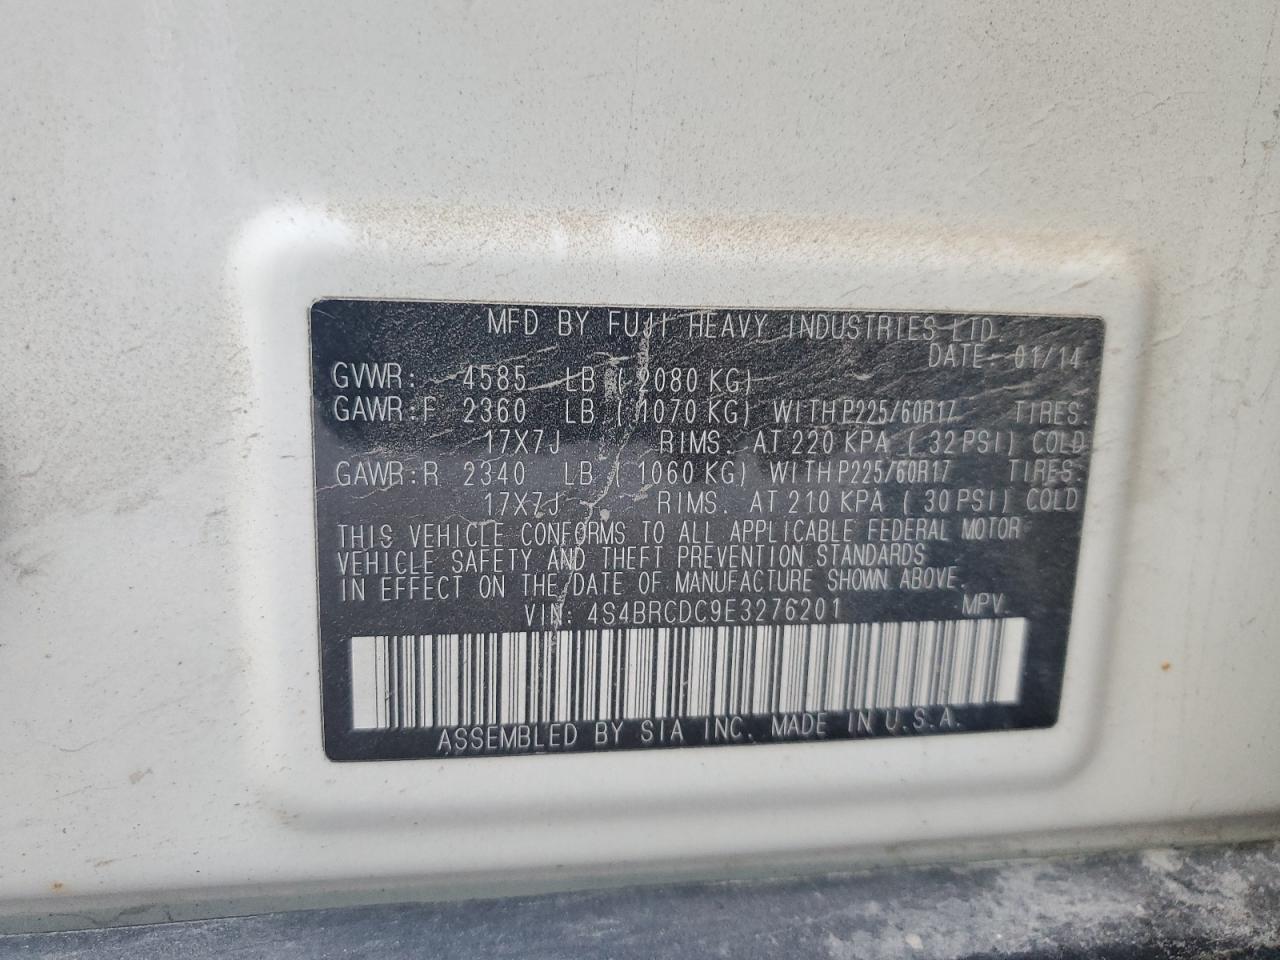 MFD BY FUJI HEAVY INDUSTRIES LTD.
DATE: 01/14
GVWR: 4585 LB ( 2080 KG)
GAWR:F 2360 LB ( 1070 KG) WITH P225/60R17 TIRES.
17X7J RIMS. AT 220 KPA ( 32 PSI) COLD
GAWR:R 2340 LB ( 1060 KG) WITH P225/60R17 TIRES.
17X7J RIMS. AT 210 KPA ( 30 PSI) COLD
THIS VEHICLE CONFORMS TO ALL APPLICABLE FEDERAL MOTOR
VEHICLE SAFETY AND THEFT PREVENTION STANDARDS
IN EFFECT ON THE DATE OF MANUFACTURE SHOWN ABOVE.
VIN: 4S4BRCDC9E3276201 MPV.
ASSEMBLED BY SIA INC. MADE IN U.S.A.